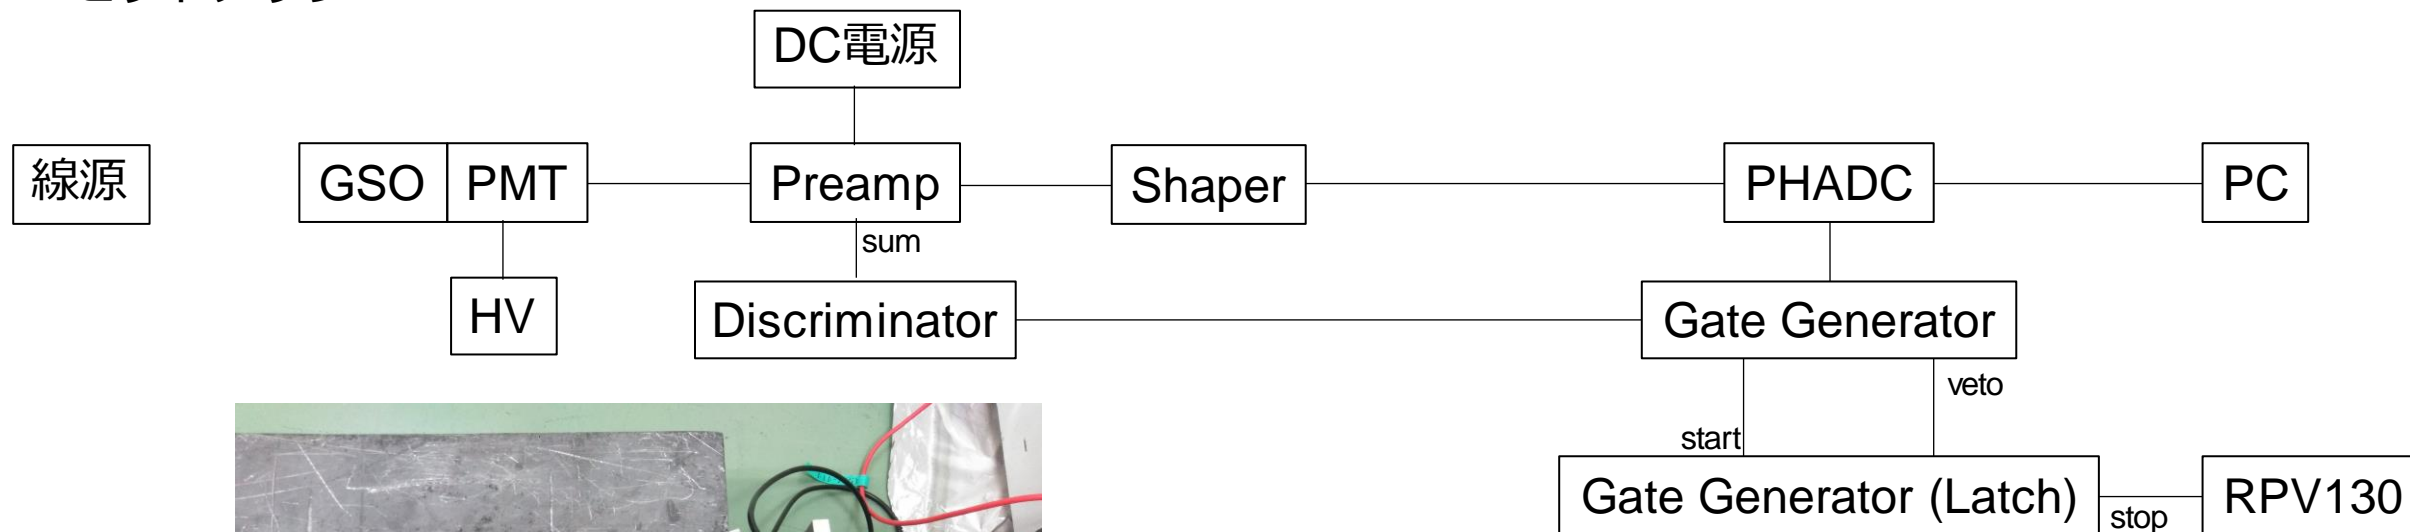 DC電源
線源
GSO
PMT
Preamp
Shaper
PHADC
PC
sum
HV
Discriminator
Gate Generator
veto
start
Gate Generator (Latch)
stop
RPV130